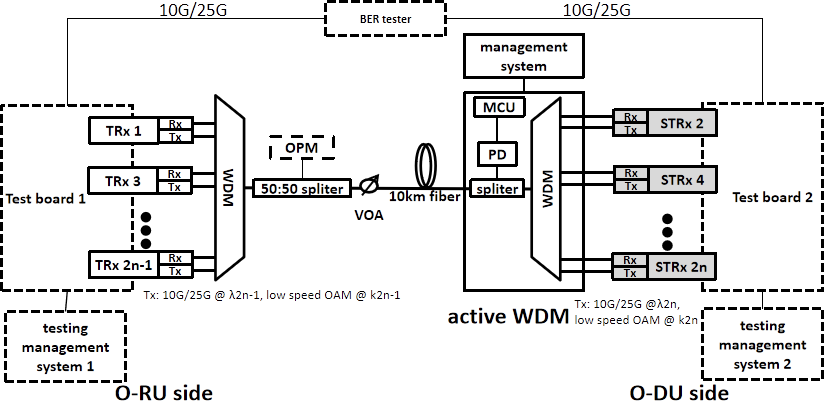 10G/25G
BER tester
10G/25G
management
system
MCU
TRx 1
Rx
Tx
OPM
Rx
Tx
STRx 2
PD
WDM
WDM
TRx 3
Rx
Tx
50:50 spliter
spliter
Rx
Tx
STRx 4
Test board 1
10km fiber
Test board 2
VOA
TRx 2n-1
Rx
Tx
Rx
Tx
STRx 2n
Tx: 10G/25G @ λ2n-1, low speed OAM @ k2n-1
active WDM
Tx: 10G/25G @λ2n,
low speed OAM @ k2n
testing
management
system 1
testing
management
system 2
O-RU side
O-DU side